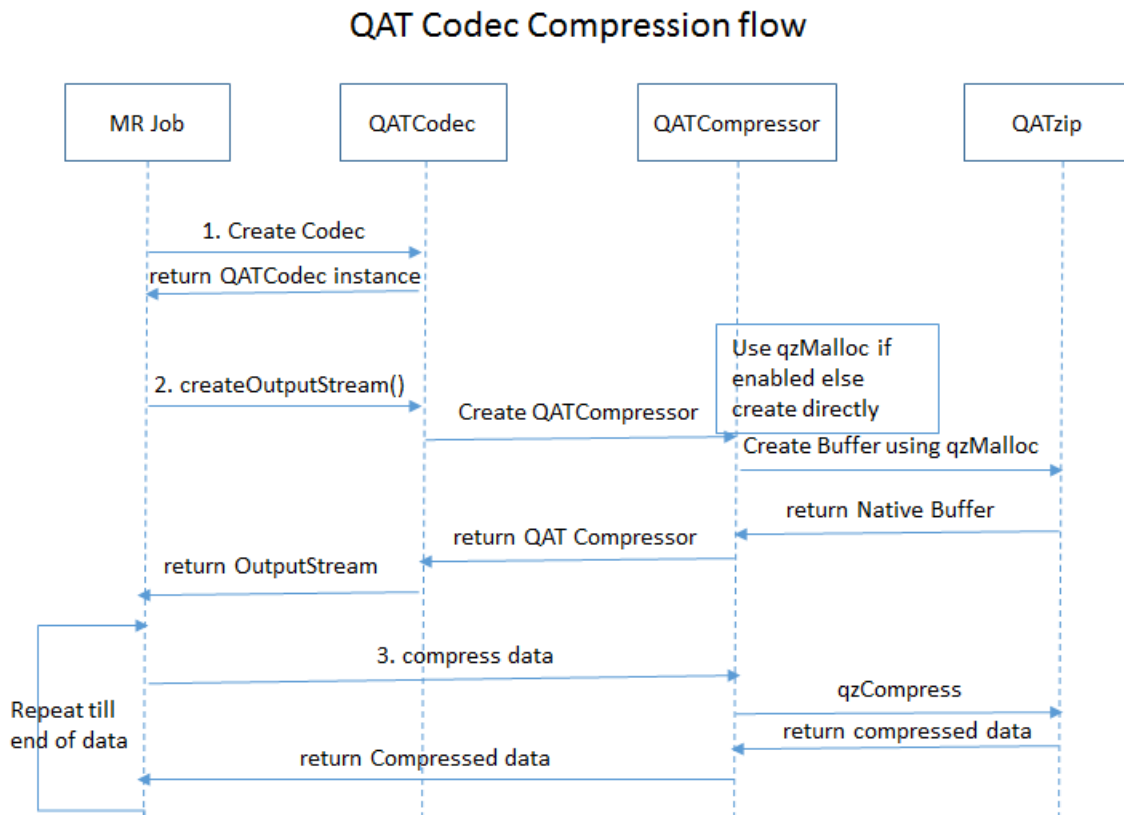 QAT Codec Compression flow
MR Job
QATCodec
QATCompressor
QATzip
1. Create Codec
return QATCodec instance
Use qzMalloc if
enabled else
create directly
2. createOutputStream()
Create QATCompressor
Create Buffer using qzMalloc
return Native Buffer
return QAT Compressor
return OutputStream
3. compress data
qzCompress
Repeat till
end of data
return compressed data
return Compressed data